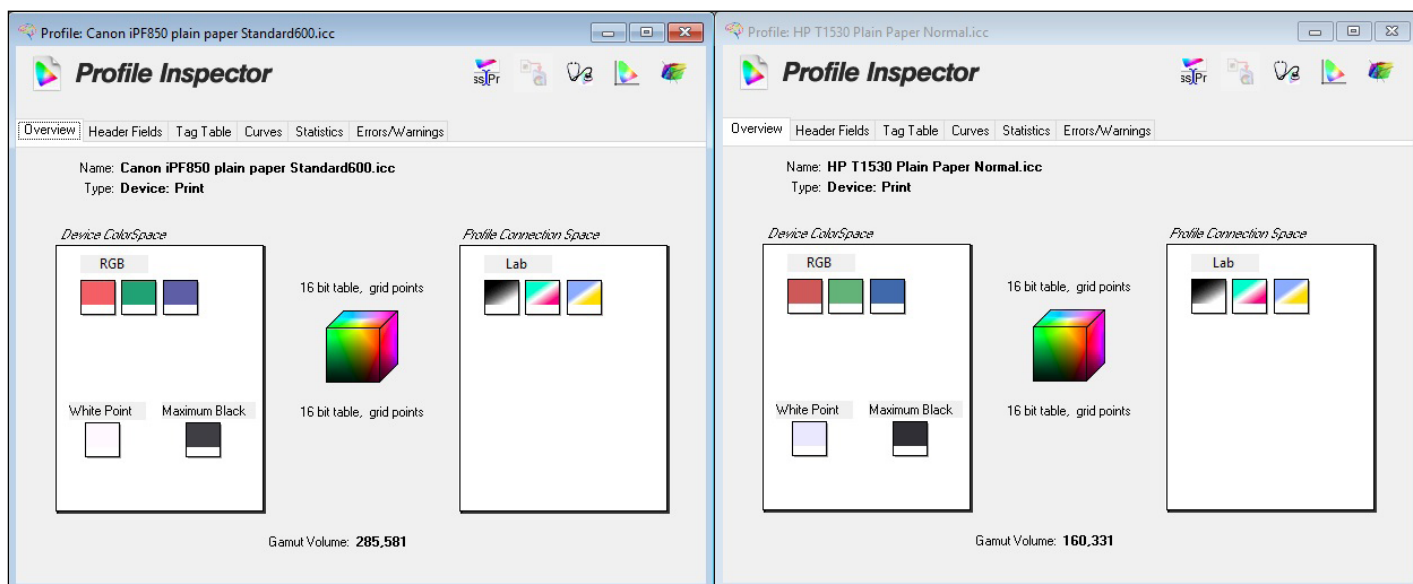 Profile: Canon iPF850 plain paper Standard600.icc
Profile Inspector
ss Pr
Overview Header Fields Tag Table Curves Statistics Errors/Warnings
Name: Canon iPF850 plain paper Standard600.icc
Type: Device: Print
Device ColorSpace
Profile Connection Space
RGB
Lab
16 bit table, grid points
White Point
Maximum Black
16 bit table, grid points
Gamut Volume: 285,581
Profile: HP T1530 Plain Paper Normal.icc
Profile Inspector
ss Pr
Overview Header Fields Tag Table Curves Statistics Errors/Warnings
Name: HP T1530 Plain Paper Normal.icc
Type: Device: Print
Device ColorSpace
Profile Connection Space
RGB
Lab
16 bit table, grid points
White Point
Maximum Black
16 bit table, grid points
Gamut Volume: 160,331